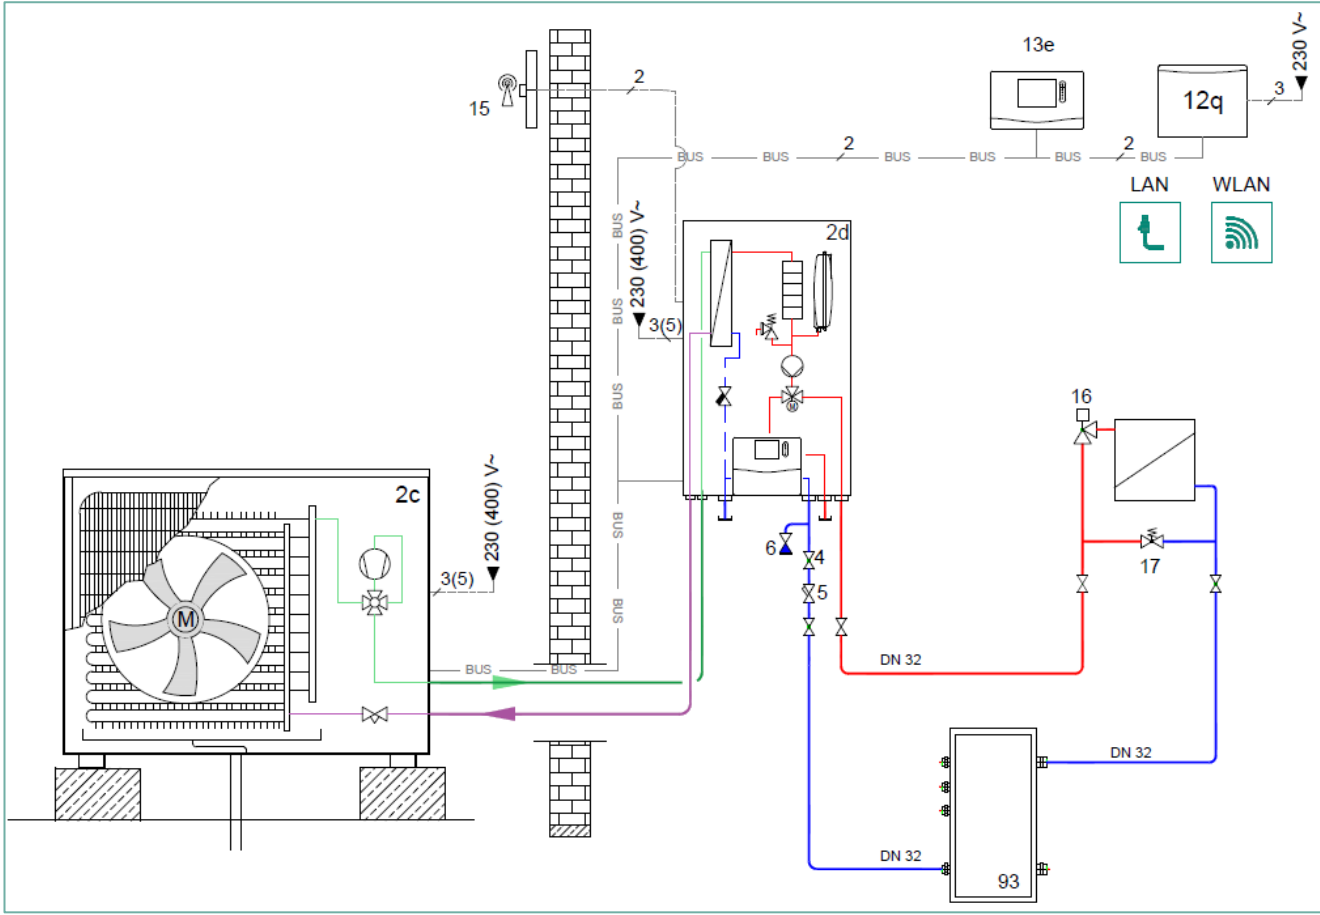 13e
230 V~
2
3
15
12q
2
2
BUS
BUS
BUS
BUS
BUS
BUS
LAN
WLAN
BUS
230 (400) V~
2d
BUS
3(5)
BUS
16
M
2c
230 (400) V~
BUS
6
4
17
3(5)
5
M
BUS
BUS
BUS
DN 32
DN 32
DN 32
93